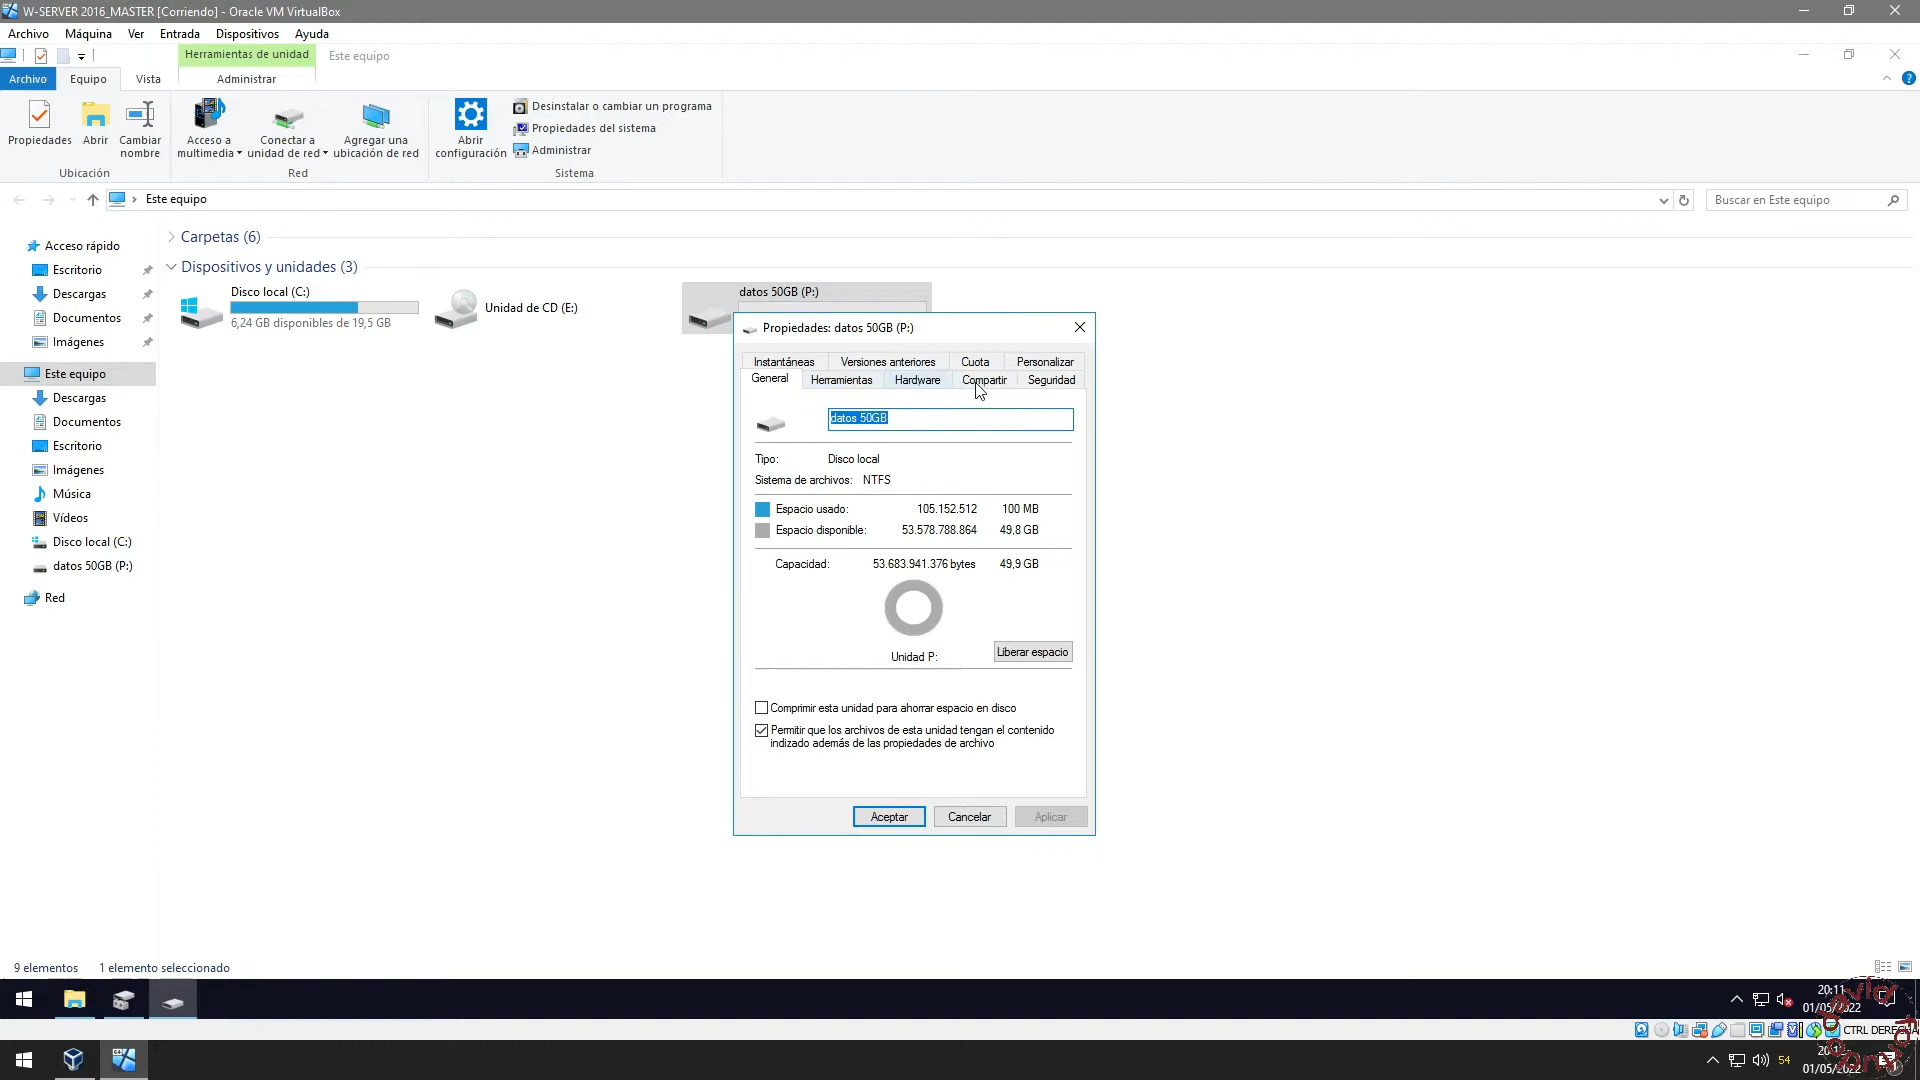 W-SERVER 2016_MASTER [Corriendo] - Oracle VM VirtualBox
Archivo Máquina Ver Entrada Dispositivos Ayuda
Herramientas de unidad Este equipo
Archivo Equipo Vista Administrar
Propiedades Abrir Cambiar nombre
Ubicación
Acceso a multimedia Conectar a unidad de red Agregar una ubicación de red
Red
Abrir configuración
Desinstalar o cambiar un programa
Propiedades del sistema
Administrar
Sistema
Este equipo
Buscar en Este equipo
Acceso rápido
Escritorio
Descargas
Documentos
Imágenes
Este equipo
Descargas
Documentos
Escritorio
Imágenes
Música
Vídeos
Disco local (C:)
datos 50GB (P:)
Red
Carpetas (6)
Dispositivos y unidades (3)
Disco local (C:)
6,24 GB disponibles de 19,5 GB
Unidad de CD (E:)
datos 50GB (P:)
Propiedades: datos 50GB (P:)
Instantáneas Versiones anteriores Cuota Personalizar
General Herramientas Hardware Compartir Seguridad
datos 50GB
Tipo: Disco local
Sistema de archivos: NTFS
Espacio usado: 105.152.512 100 MB
Espacio disponible: 53.578.788.864 49,8 GB
Capacidad: 53.683.941.376 bytes 49,9 GB
Unidad P:
Liberar espacio
Comprimir esta unidad para ahorrar espacio en disco
Permitir que los archivos de esta unidad tengan el contenido
indizado además de las propiedades de archivo
Aceptar Cancelar Aplicar
9 elementos 1 elemento seleccionado
20:11
01/05/2022
CTRL DERECHA
54
01/05/2022